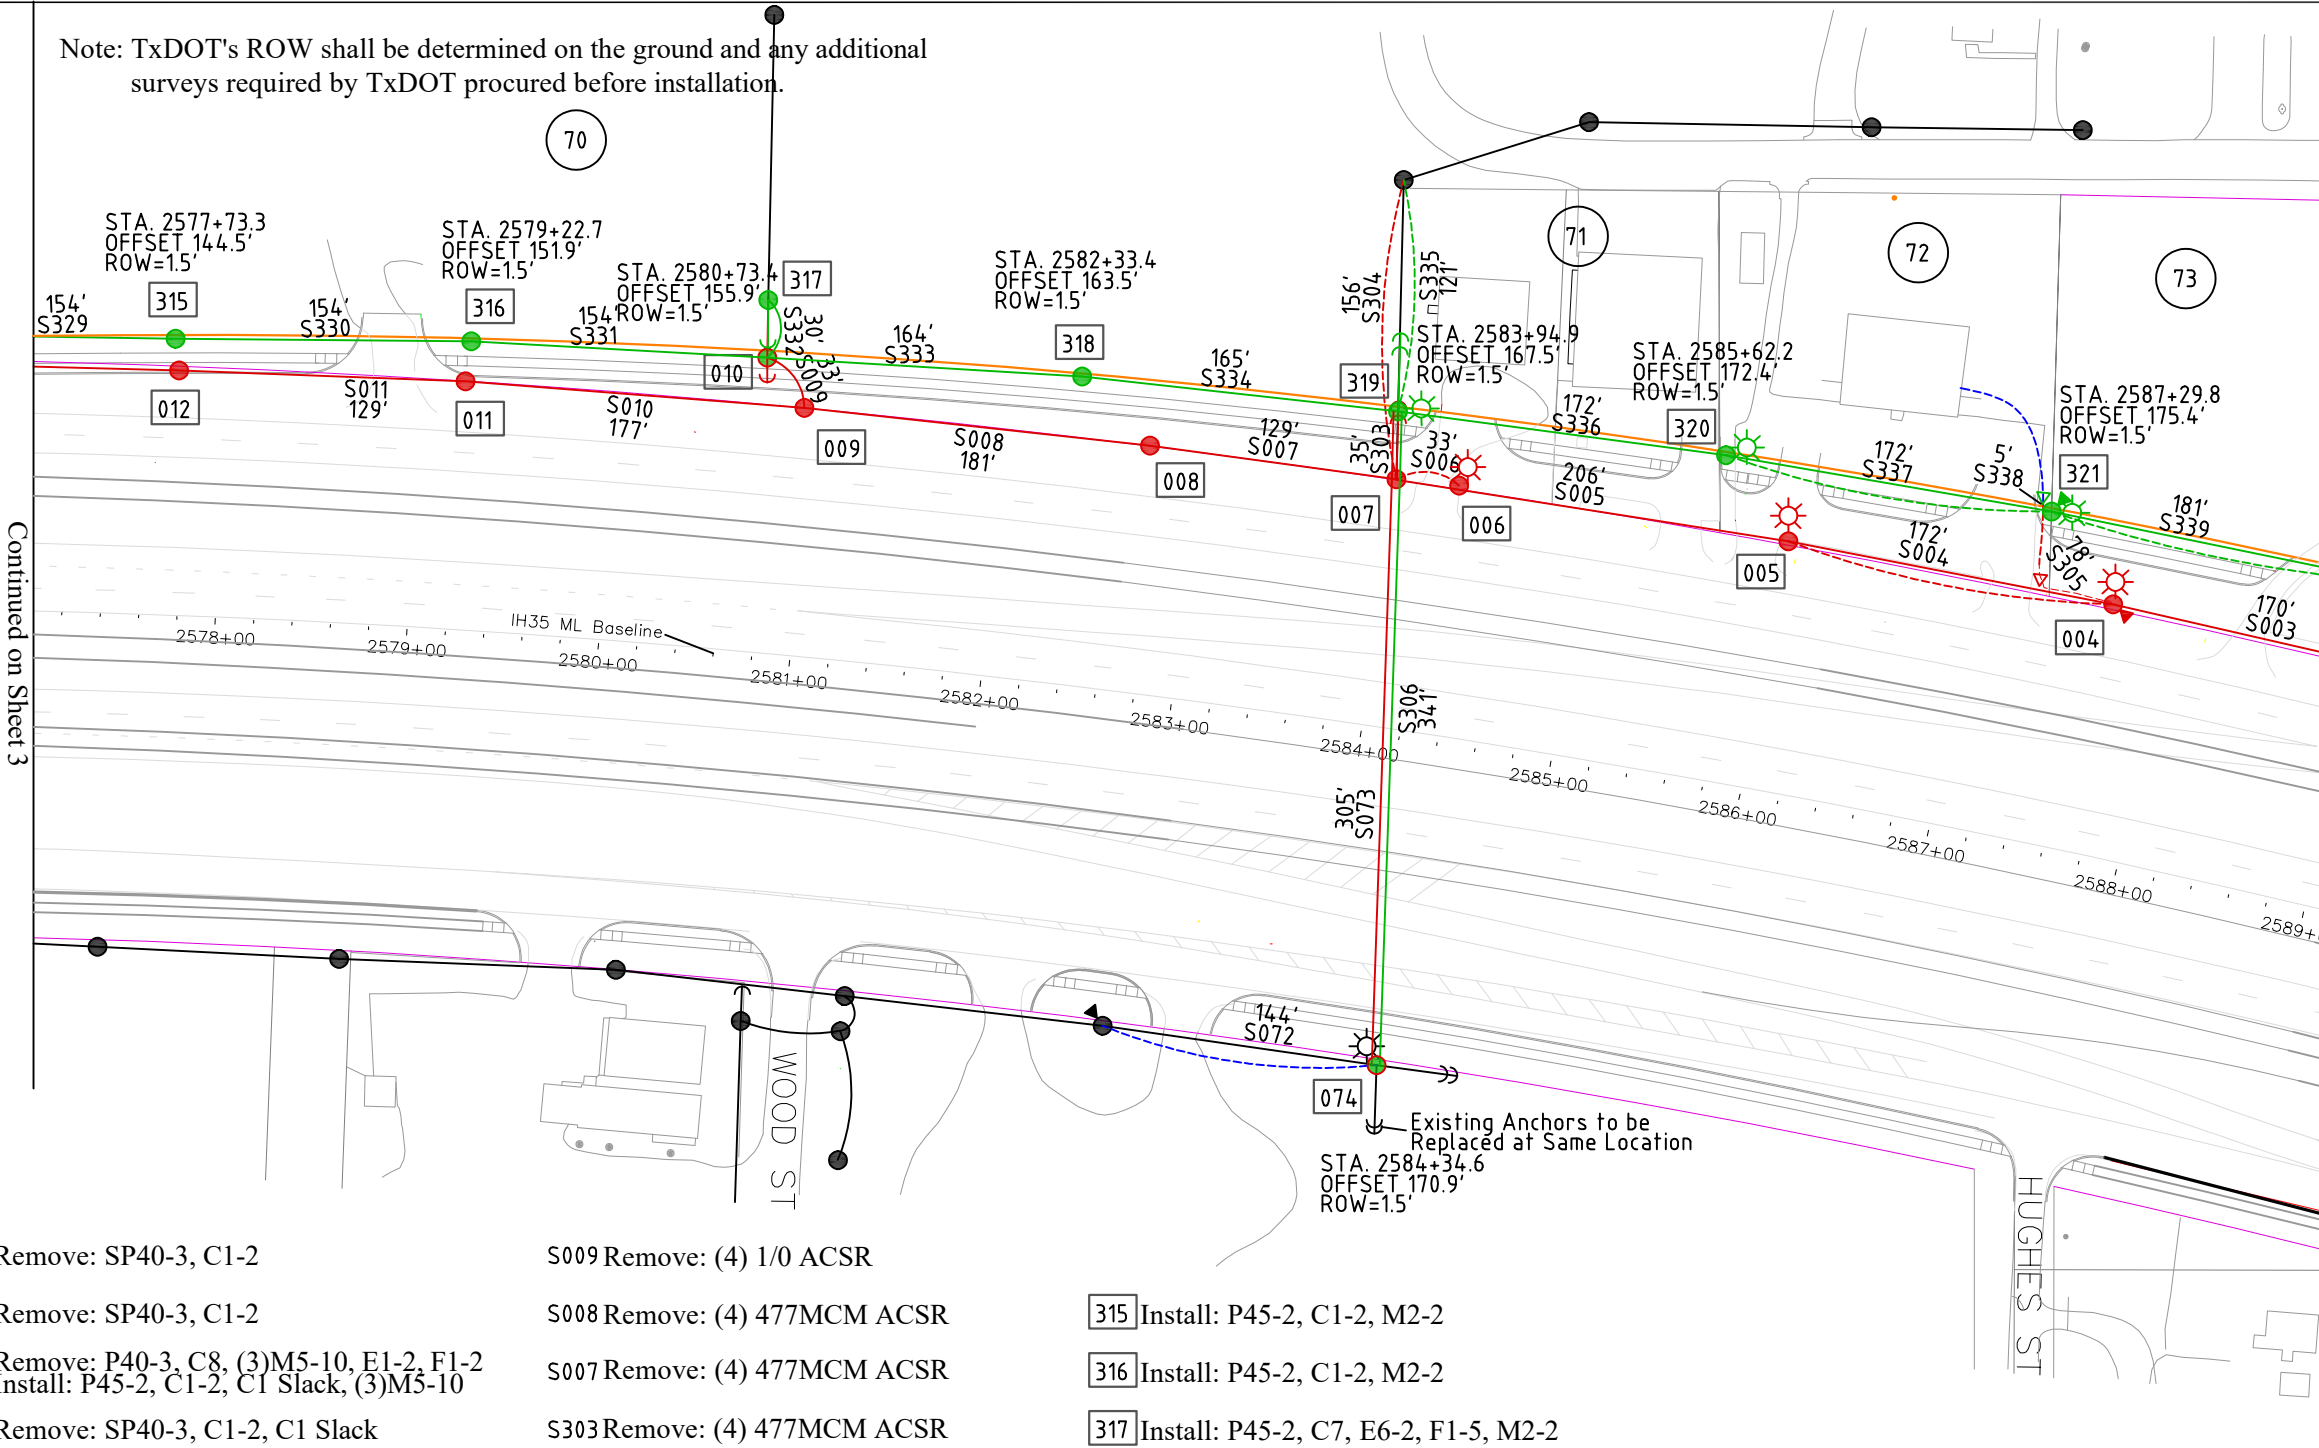 Note: TxDOT's ROW shall be determined on the ground and any additional
surveys required by TxDOT procured before installation.
70
STA. 2577+73.3
OFFSET 144.5'
ROW=1.5'
315
STA. 2579+22.7
OFFSET 151.9'
ROW=1.5'
316
STA. 2580+73.4
OFFSET 155.9'
ROW=1.5'
317
STA. 2582+33.4
OFFSET 163.5'
ROW=1.5'
318
71
72
73
156'
S304
S335
121'
STA. 2583+94.9
OFFSET 167.5'
ROW=1.5'
319
STA. 2585+62.2
OFFSET 172.4'
ROW=1.5'
320
STA. 2587+29.8
OFFSET 175.4'
ROW=1.5'
321
154'
S329
154'
S330
154'
S331
30'
S332
33'
S009
164'
S333
165'
S334
172'
S336
172'
S337
5'
S338
181'
S339
010
012
S011
129'
011
S010
177'
009
S008
181'
008
129'
S007
35'
S303
33'
S006
007
006
206'
S005
005
172'
S004
78'
S305
004
170'
S003
Continued on Sheet 3
IH35 ML Baseline
2578+00
2579+00
2580+00
2581+00
2582+00
2583+00
2584+00
2585+00
2586+00
2587+00
2588+00
2589+
S306
341'
305'
S073
144'
S072
074
Existing Anchors to be
Replaced at Same Location
STA. 2584+34.6
OFFSET 170.9'
ROW=1.5'
WOOD ST
HUGHES ST
Remove: SP40-3, C1-2
Remove: SP40-3, C1-2
Remove: P40-3, C8, (3)M5-10, E1-2, F1-2
Install: P45-2, C1-2, C1 Slack, (3)M5-10
Remove: SP40-3, C1-2, C1 Slack
S009 Remove: (4) 1/0 ACSR
S008 Remove: (4) 477MCM ACSR
S007 Remove: (4) 477MCM ACSR
S303 Remove: (4) 477MCM ACSR
315 Install: P45-2, C1-2, M2-2
316 Install: P45-2, C1-2, M2-2
317 Install: P45-2, C7, E6-2, F1-5, M2-2